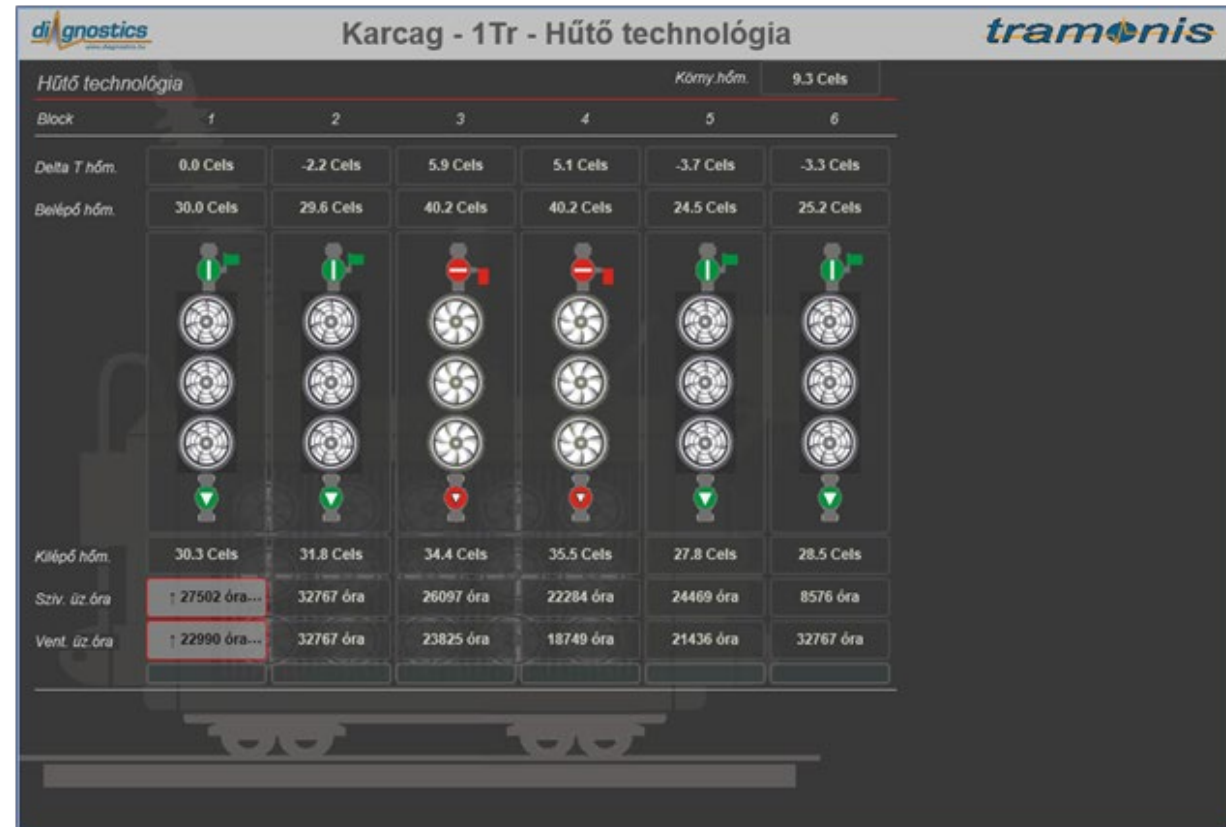 diagnostics
Karcag - 1Tr - Hűtő technológia
tramonis
Hűtő technológia
Körny.hőm. 9.3 Cels
Block 1 2 3 4 5 6
Delta T hőm. 0.0 Cels -2.2 Cels 5.9 Cels 5.1 Cels -3.7 Cels -3.3 Cels
Belépő hőm. 30.0 Cels 29.6 Cels 40.2 Cels 40.2 Cels 24.5 Cels 25.2 Cels
Kilépő hőm. 30.3 Cels 31.8 Cels 34.4 Cels 35.5 Cels 27.8 Cels 28.5 Cels
Sziv. üz.óra ↑ 27502 óra... 32767 óra 26097 óra 22284 óra 24469 óra 8576 óra
Vent. üz.óra ↑ 22990 óra... 32767 óra 23825 óra 18749 óra 21436 óra 32767 óra